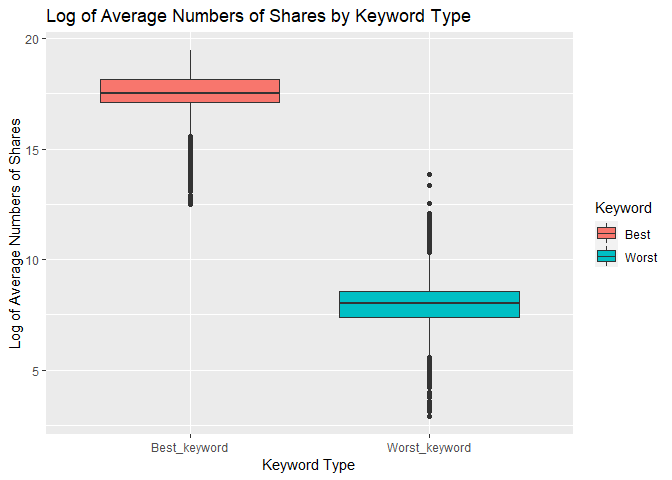 Log of Average Numbers of Shares by Keyword Type
Log of Average Numbers of Shares
20
15
10
5
Best_keyword
Worst_keyword
Keyword Type
Keyword
Best
Worst